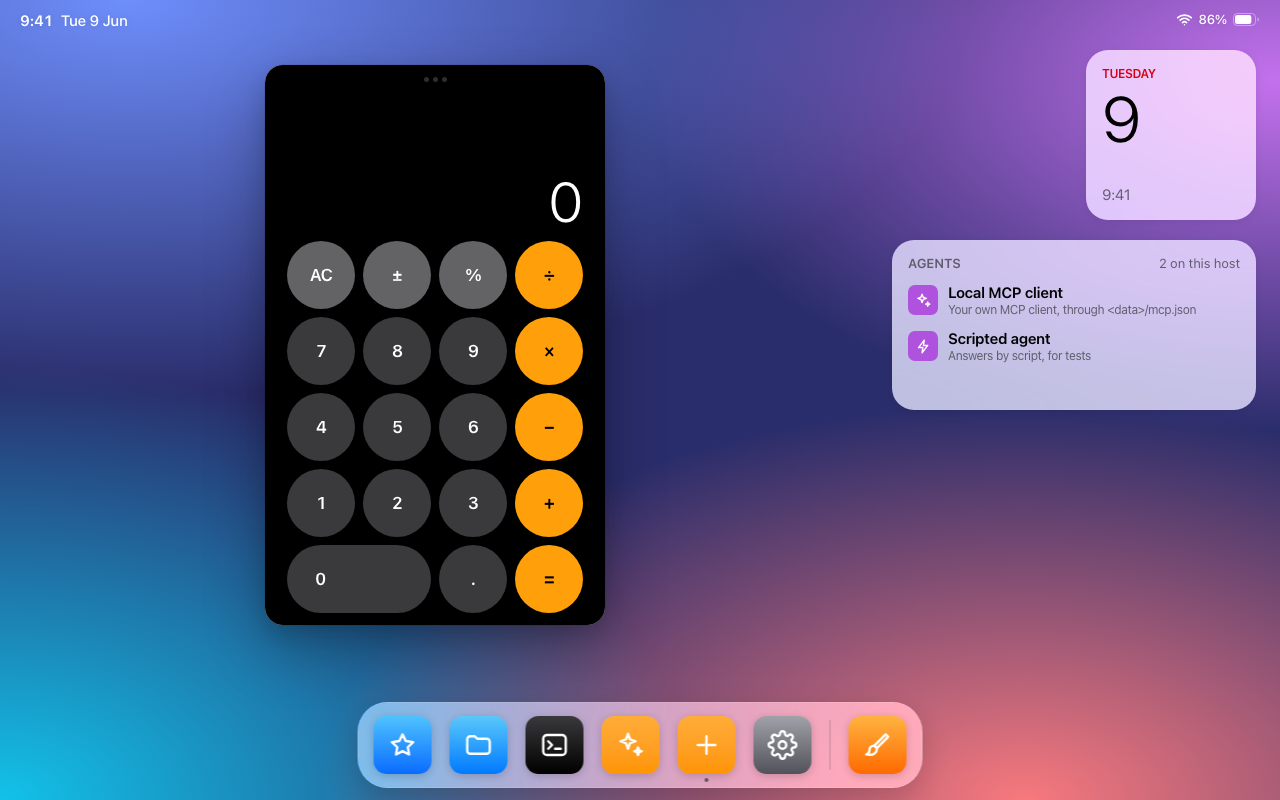 9:41 Tue 9 Jun
86%
0
AC ± % ÷
7 8 9 ×
4 5 6 −
1 2 3 +
0 . =
TUESDAY
9
9:41
AGENTS 2 on this host
Local MCP client
Your own MCP client, through <data>/mcp.json
Scripted agent
Answers by script, for tests